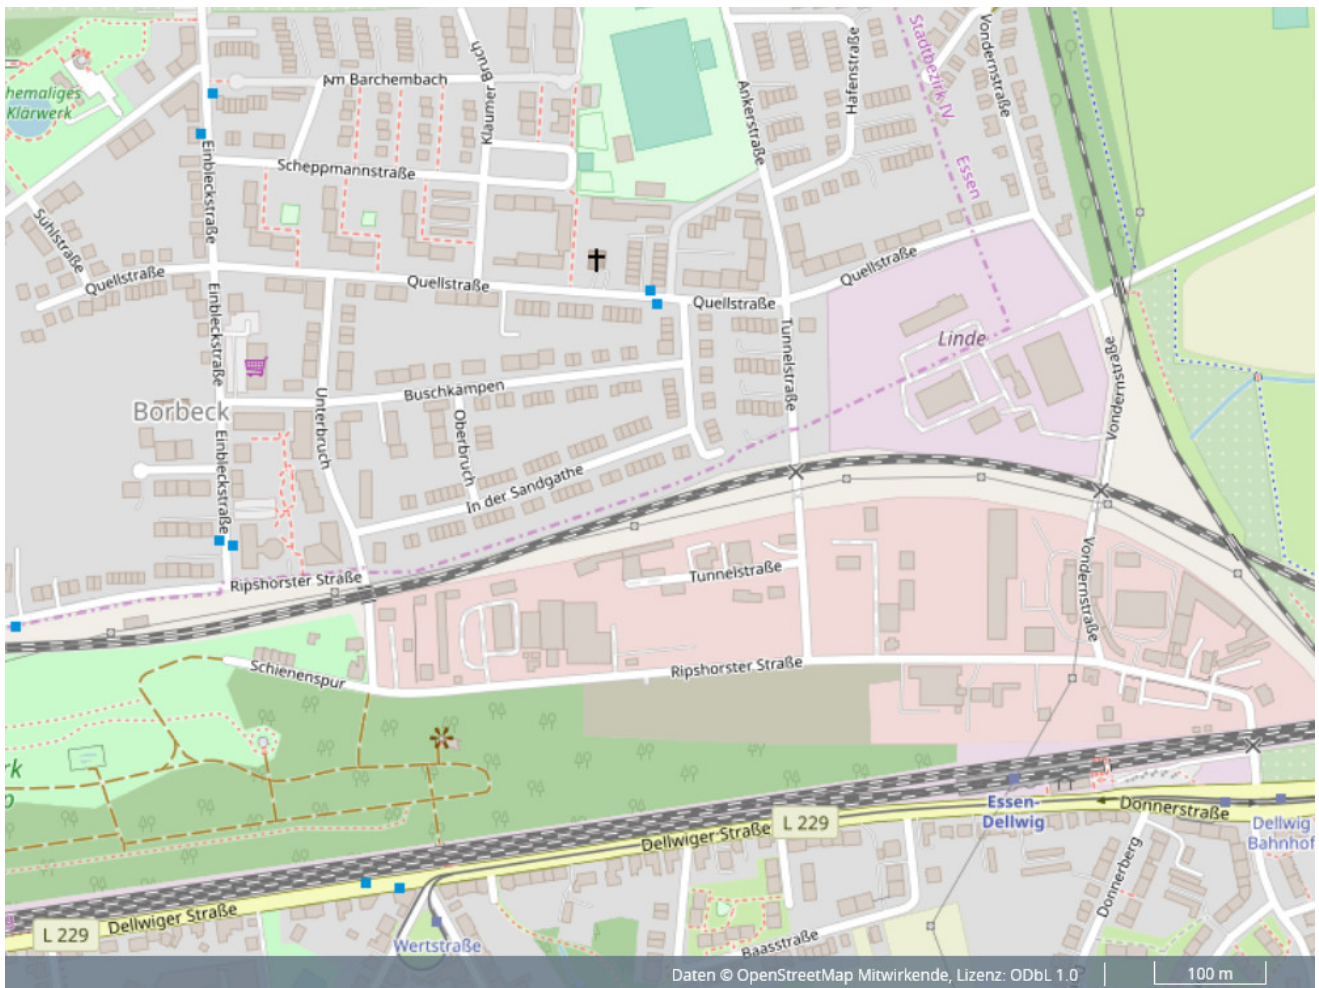 Am Barchembach
Klaumer Bruch
Hafenstraße
Stadtbezirk IV
Vondernstraße
hemaliges
Klärwerk
Ankerstraße
Einbleckstraße
Scheppmannstraße
Essen
Suhlstraße
Quellstraße
Quellstraße
Quellstraße
Quellstraße
Einbleckstraße
Tunnelstraße
Linde
Vondernstraße
Borbeck
Buschkämpen
Unterbruch
Oberbruch
Einbleckstraße
In der Sandgathe
Ripshorster Straße
Tunnelstraße
Vondernstraße
Schienenspur
Ripshorster Straße
rk
Essen-
Dellwig
Donnerstraße
Dellwig
Bahnhof
L 229
Dellwiger Straße
Donnerberg
Dellwiger Straße
L 229
Wertstraße
Baasstraße
Daten © OpenStreetMap Mitwirkende, Lizenz: ODbL 1.0
100 m